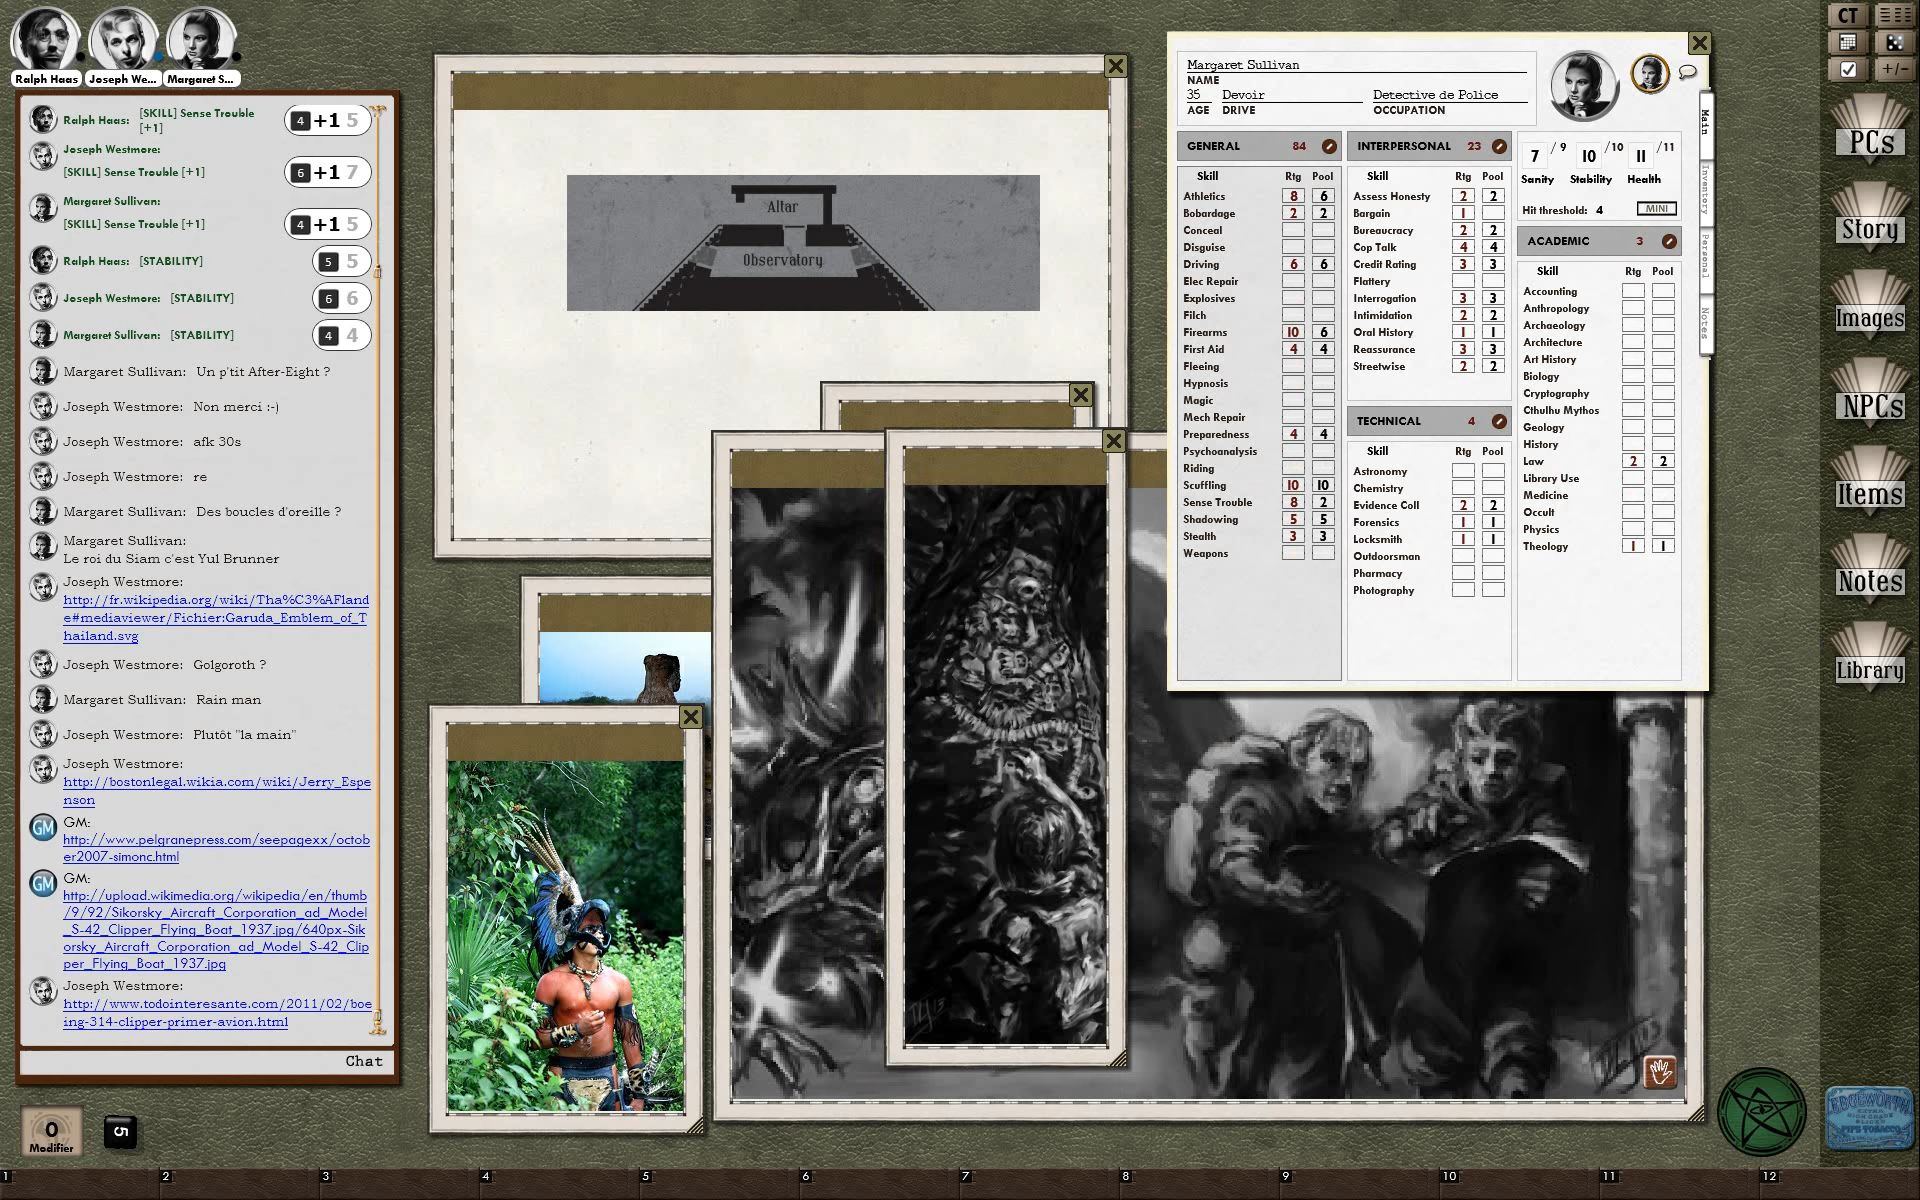 Ralph Haas
Joseph We...
Margaret S...
Ralph Haas: [SKILL] Sense Trouble
[+1]
4 +1 5
Joseph Westmore:
[SKILL] Sense Trouble [+1]
6 +1 7
Margaret Sullivan:
[SKILL] Sense Trouble [+1]
4 +1 5
Ralph Haas: [STABILITY]
5 5
Joseph Westmore: [STABILITY]
6 6
Margaret Sullivan: [STABILITY]
4 4
Margaret Sullivan: Un p'tit After-Eight ?
Joseph Westmore: Non merci :-)
Joseph Westmore: afk 30s
Joseph Westmore: re
Margaret Sullivan: Des boucles d'oreille ?
Margaret Sullivan:
Le roi du Siam c'est Yul Brunner
Joseph Westmore:
http://fr.wikipedia.org/wiki/Tha%C3%AFland
e#mediaviewer/Fichier:Garuda_Emblem_of_T
hailand.svg
Joseph Westmore: Golgoroth ?
Margaret Sullivan: Rain man
Joseph Westmore: Plutôt "la main"
Joseph Westmore:
http://bostonlegal.wikia.com/wiki/Jerry_Espe
nson
GM
GM:
http://www.pelgranepress.com/seepagexx/octob
er2007-simonc.html
GM
GM:
http://upload.wikimedia.org/wikipedia/en/thumb
/9/92/Sikorsky_Aircraft_Corporation_ad_Model
_S-42_Clipper_Flying_Boat_1937.jpg/640px-Sik
orsky_Aircraft_Corporation_ad_Model_S-42_Clip
per_Flying_Boat_1937.jpg
Joseph Westmore:
http://www.todointeresante.com/2011/02/boe
ing-314-clipper-primer-avion.html
Chat
0
Modifier
5
Altar
Observatory
Margaret Sullivan
NAME
35 Devoir Detective de Police
AGE DRIVE OCCUPATION
GENERAL 84
Skill Rtg Pool
Athletics 8 6
Bobardage 2 2
Conceal
Disguise
Driving 6 6
Elec Repair
Explosives
Filch
Firearms 10 6
First Aid 4 4
Fleeing
Hypnosis
Magic
Mech Repair
Preparedness 4 4
Psychoanalysis
Riding
Scuffling 10 10
Sense Trouble 8 2
Shadowing 5 5
Stealth 3 3
Weapons
INTERPERSONAL 23
Skill Rtg Pool
Assess Honesty 2 2
Bargain 1
Bureaucracy 2 2
Cop Talk 4 4
Credit Rating 3 3
Flattery
Interrogation 3 3
Intimidation 2 2
Oral History 1 1
Reassurance 3 3
Streetwise 2 2
TECHNICAL 4
Skill Rtg Pool
Astronomy
Chemistry
Evidence Coll 2 2
Forensics 1 1
Locksmith 1 1
Outdoorsman
Pharmacy
Photography
7 / 9 10 / 10 11 / 11
Sanity Stability Health
Hit threshold: 4 MINI
ACADEMIC 3
Skill Rtg Pool
Accounting
Anthropology
Archaeology
Architecture
Art History
Biology
Cryptography
Cthulhu Mythos
Geology
History
Law 2 2
Library Use
Medicine
Occult
Physics
Theology 1 1
Main
Inventory
Personal
Notes
CT
+/-
PCs
Story
Images
NPCs
Items
Notes
Library
EDGEWORTH
EXTRA
HIGH GRADE
SLICED
PIPE TOBACCO
1 2 3 4 5 6 7 8 9 10 11 12